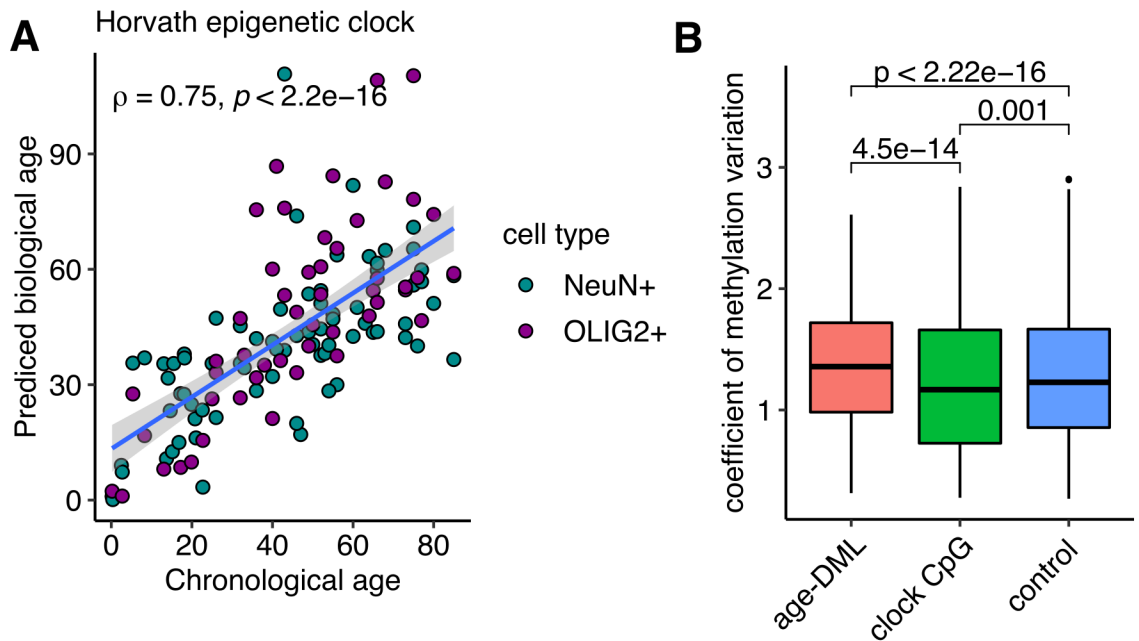 A
Horvath epigenetic clock
ρ = 0.75, p < 2.2e−16
Prediced biological age
90
60
30
0
0 20 40 60 80
Chronological age
cell type
NeuN+
OLIG2+
B
p < 2.22e−16
0.001
4.5e−14
coefficient of methylation variation
3
2
1
age-DML
clock CpG
control